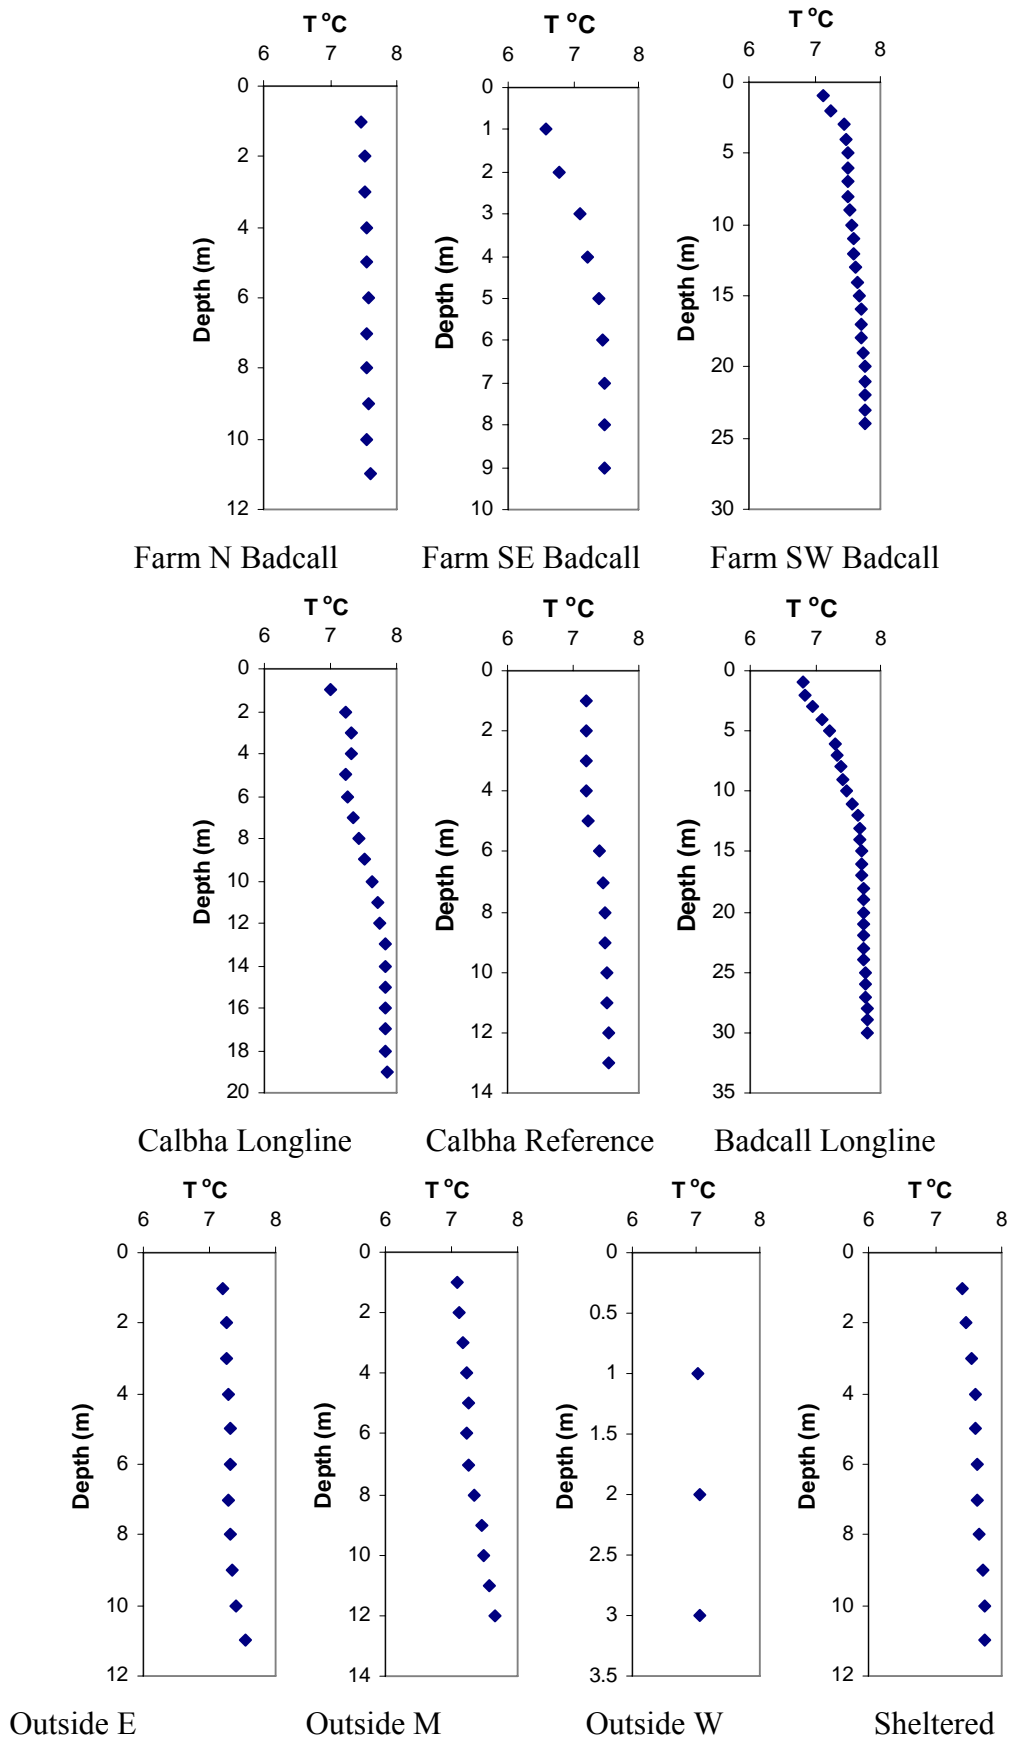 T °C
6 7 8
0
2
4
6
8
10
12
Depth (m)
Farm N Badcall
T °C
6 7 8
0
1
2
3
4
5
6
7
8
9
10
Depth (m)
Farm SE Badcall
T °C
6 7 8
0
5
10
15
20
25
30
Depth (m)
Farm SW Badcall
T °C
6 7 8
0
2
4
6
8
10
12
14
16
18
20
Depth (m)
Calbha Longline
T °C
6 7 8
0
2
4
6
8
10
12
14
Depth (m)
Calbha Reference
T °C
6 7 8
0
5
10
15
20
25
30
35
Depth (m)
Badcall Longline
T °C
6 7 8
0
2
4
6
8
10
12
Depth (m)
Outside E
T °C
6 7 8
0
2
4
6
8
10
12
14
Depth (m)
Outside M
T °C
6 7 8
0
0.5
1
1.5
2
2.5
3
3.5
Depth (m)
Outside W
T °C
6 7 8
0
2
4
6
8
10
12
Depth (m)
Sheltered